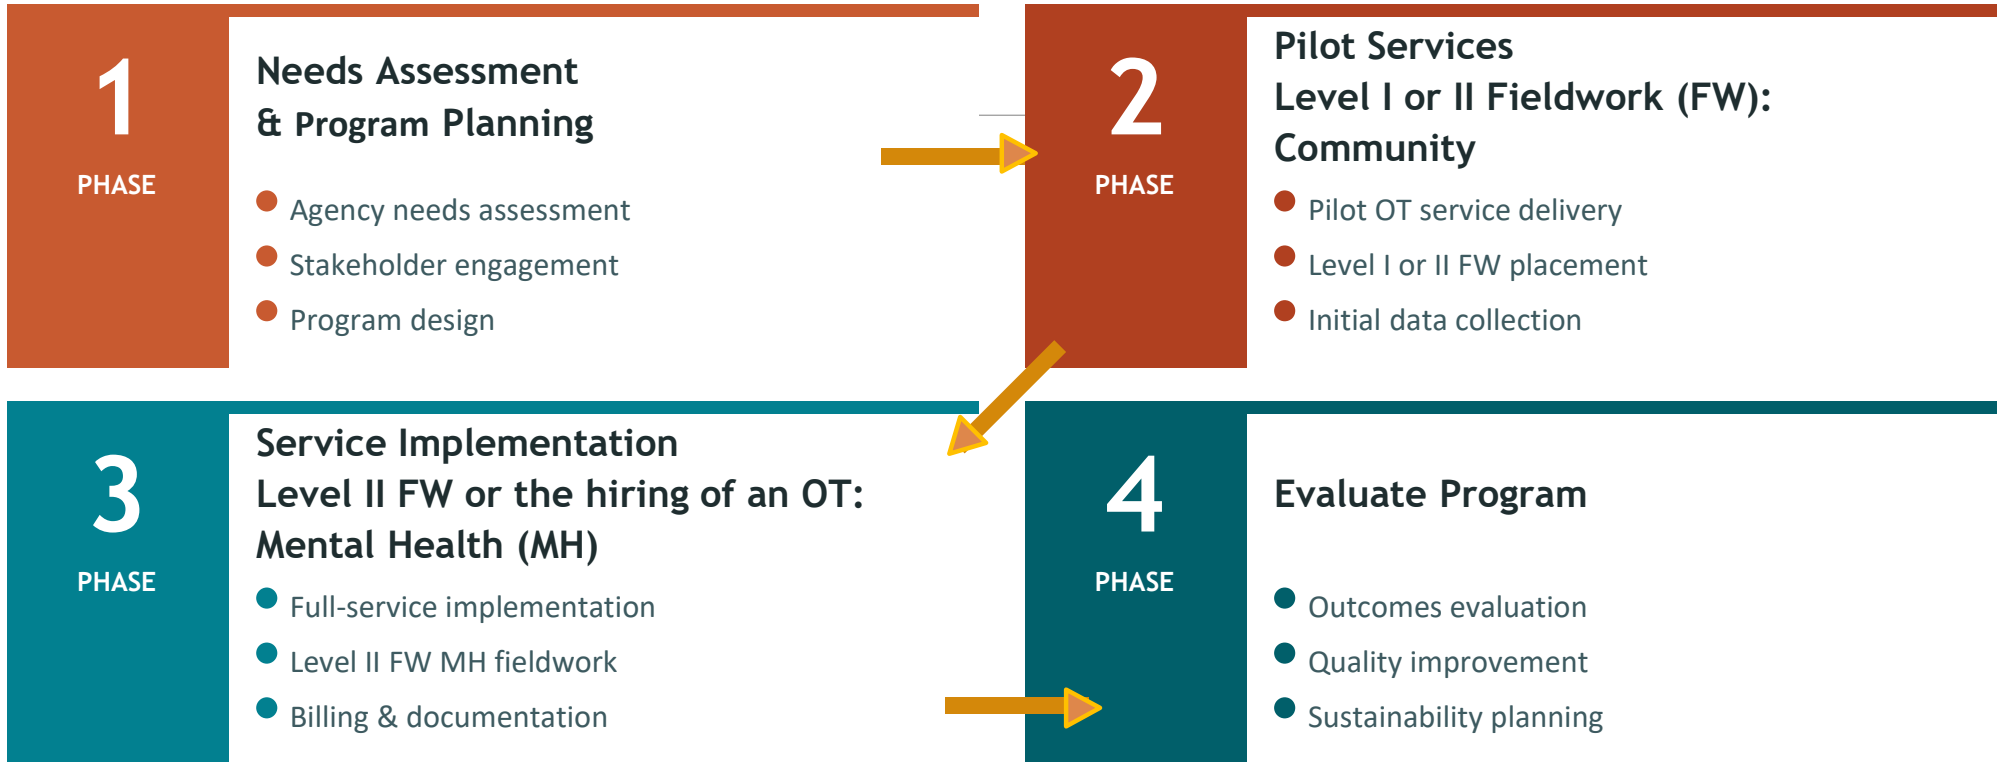 1
PHASE
Needs Assessment
& Program Planning
Agency needs assessment
Stakeholder engagement
Program design
2
PHASE
Pilot Services
Level I or II Fieldwork (FW):
Community
Pilot OT service delivery
Level I or II FW placement
Initial data collection
3
PHASE
Service Implementation
Level II FW or the hiring of an OT:
Mental Health (MH)
Full-service implementation
Level II FW MH fieldwork
Billing & documentation
4
PHASE
Evaluate Program
Outcomes evaluation
Quality improvement
Sustainability planning